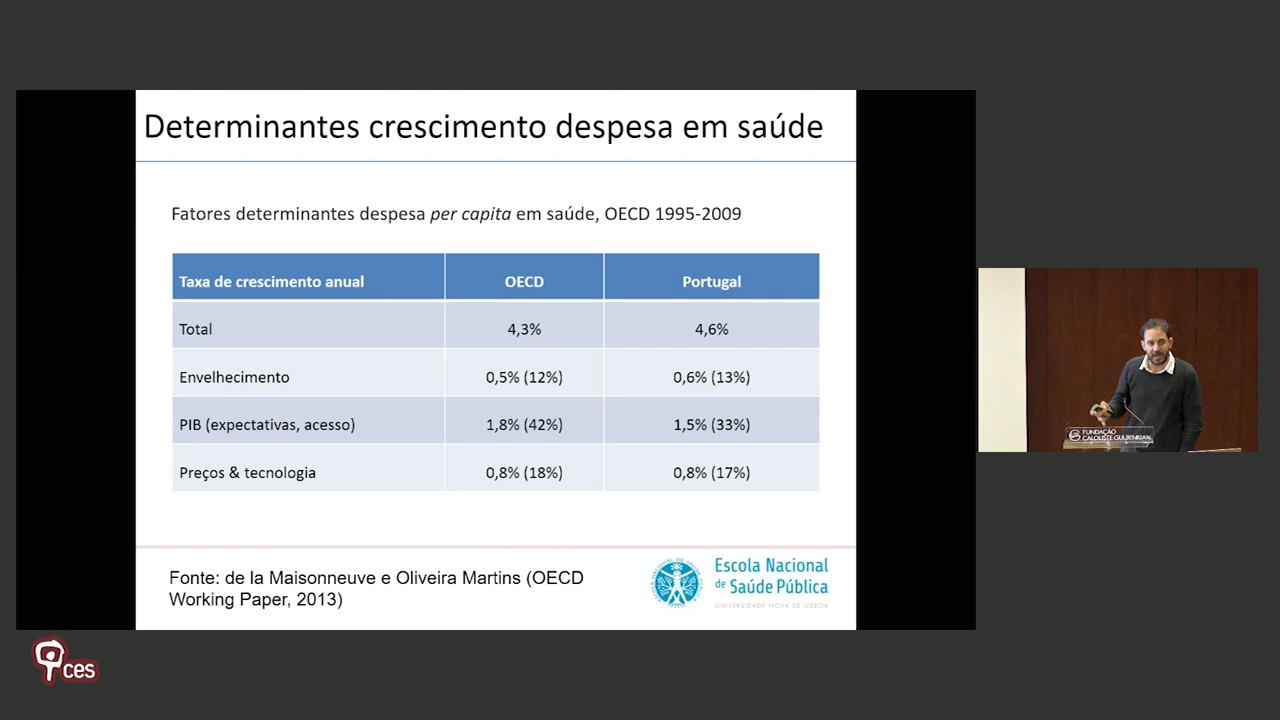 Determinantes crescimento despesa em saúde
Fatores determinantes despesa per capita em saúde, OECD 1995-2009
Taxa de crescimento anual OECD Portugal
Total 4,3% 4,6%
Envelhecimento 0,5% (12%) 0,6% (13%)
PIB (expectativas, acesso) 1,8% (42%) 1,5% (33%)
Preços & tecnologia 0,8% (18%) 0,8% (17%)
Fonte: de la Maisonneuve e Oliveira Martins (OECD
Working Paper, 2013)
Escola Nacional
de Saúde Pública
UNIVERSIDADE NOVA DE LISBOA
FUNDAÇÃO
CALOUSTE GULBENKIAN
ces